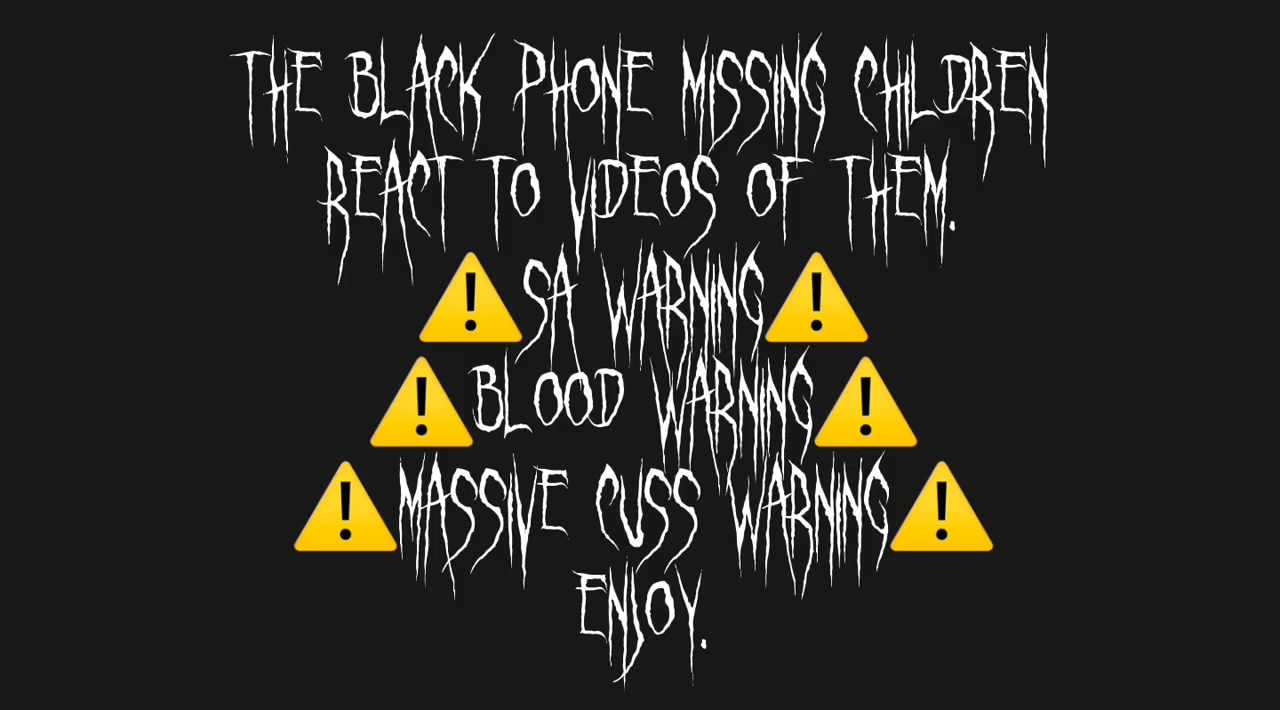 THE BLACK PHONE MISSING CHILDREN
REACT TO VIDEOS OF THEM.
⚠️SA WARNING⚠️
⚠️BLOOD WARNING⚠️
⚠️MASSIVE CUSS WARNING⚠️
ENJOY.